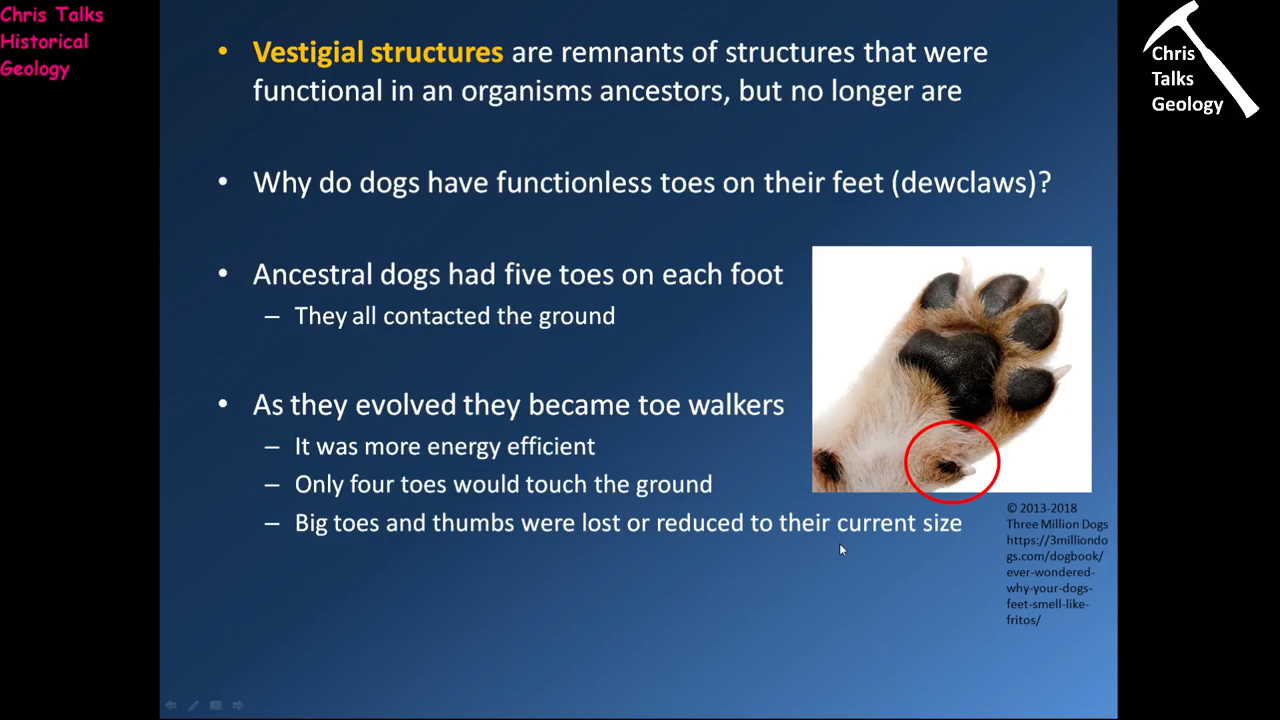 Chris Talks
Historical
Geology
Chris
Talks
Geology
• Vestigial structures are remnants of structures that were
functional in an organisms ancestors, but no longer are
• Why do dogs have functionless toes on their feet (dewclaws)?
• Ancestral dogs had five toes on each foot
– They all contacted the ground
• As they evolved they became toe walkers
– It was more energy efficient
– Only four toes would touch the ground
– Big toes and thumbs were lost or reduced to their current size
© 2013-2018
Three Million Dogs
https://3milliondo
gs.com/dogbook/
ever-wondered-
why-your-dogs-
feet-smell-like-
fritos/